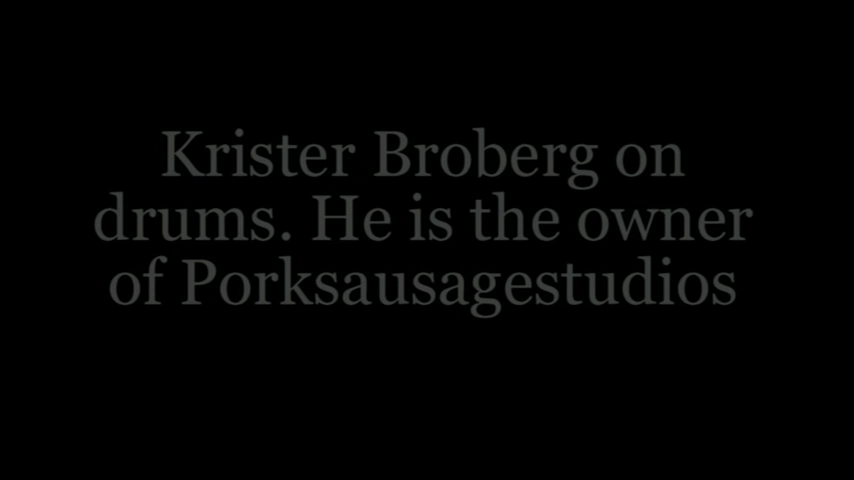 Krister Broberg on
drums. He is the owner
of Porksausagestudios